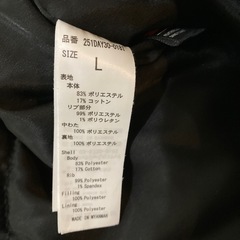 品番 251DAY30-0181
SIZE
L
表地
本体
83% ポリエステル
17% コットン
リブ部分
99% ポリエステル
1% ポリウレタン
中わた
100% ポリエステル
裏地
100% ポリエステル
Shell
Body
83% Polyester
17% Cotton
Rib
99% Polyester
1% Spandex
Filling
100% Polyester
Lining
100% Polyester
MADE IN MYANMAR